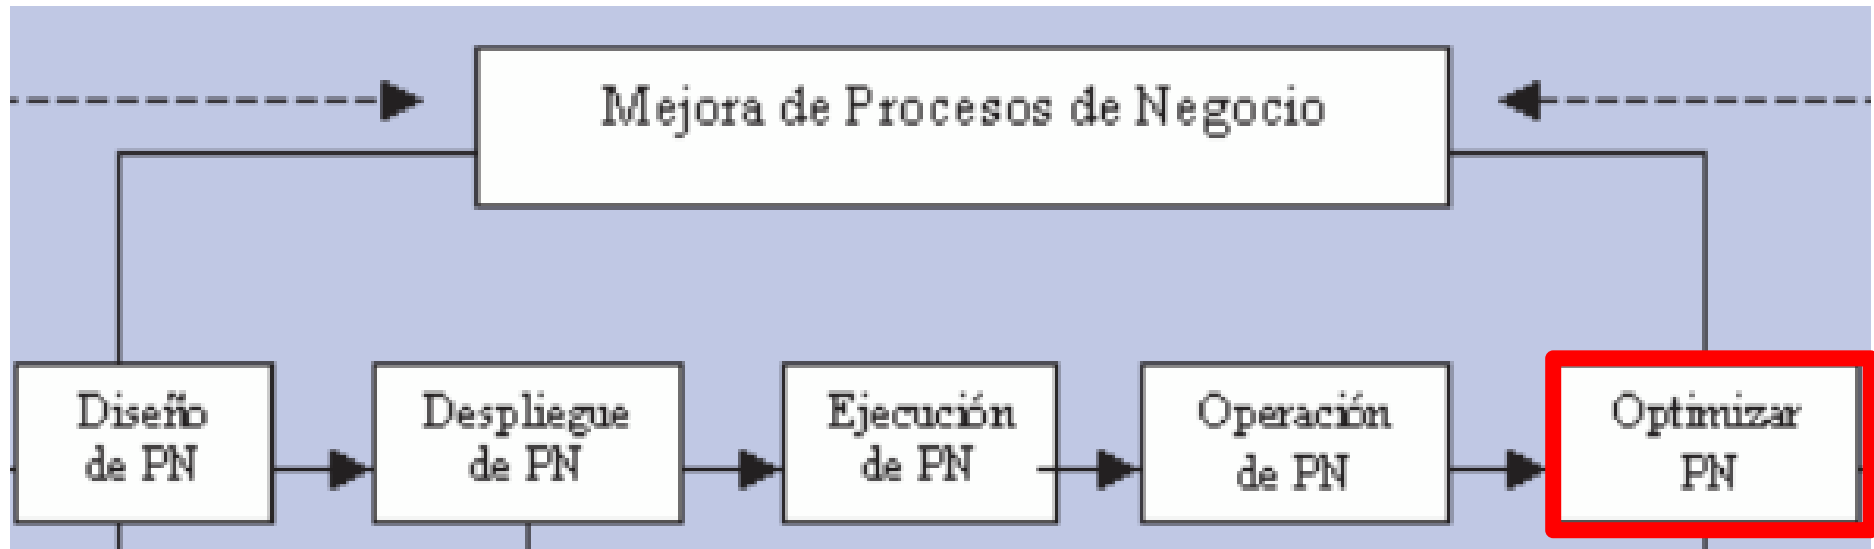 Mejora de Procesos de Negocio
Diseño
de PN
Despliegue
de PN
Ejecución
de PN
Operación
de PN
Optimizar
PN